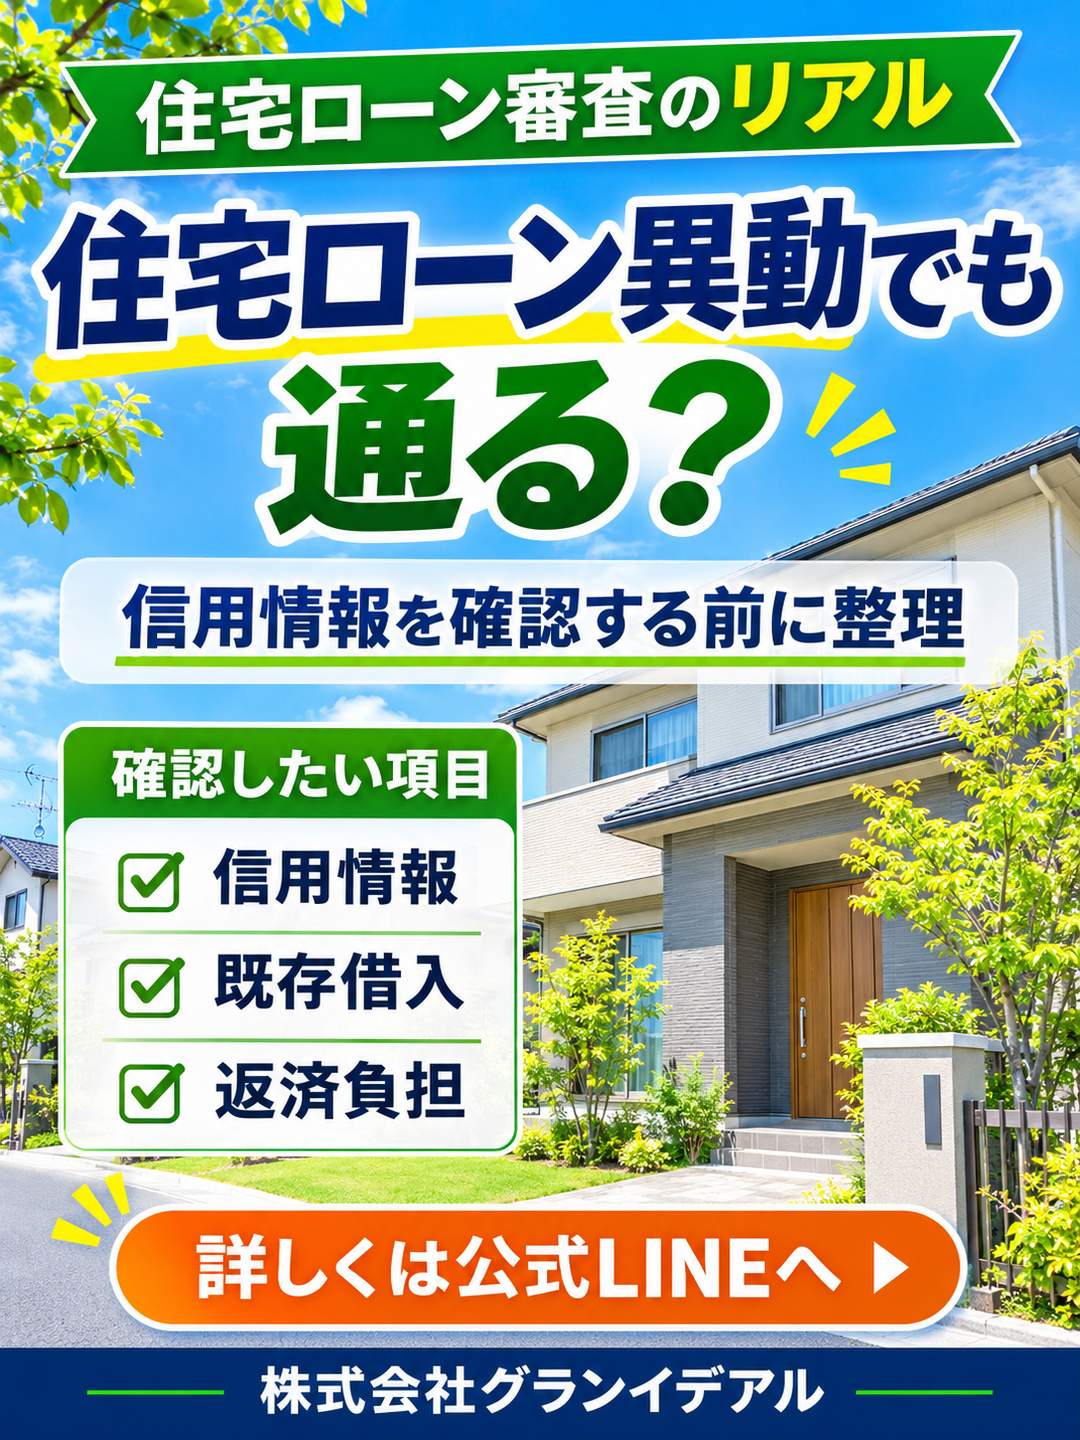 住宅ローン審査のリアル
住宅ローン異動でも
通る?
信用情報を確認する前に整理
確認したい項目
信用情報
既存借入
返済負担
詳しくは公式LINEへ
株式会社グランイデアル